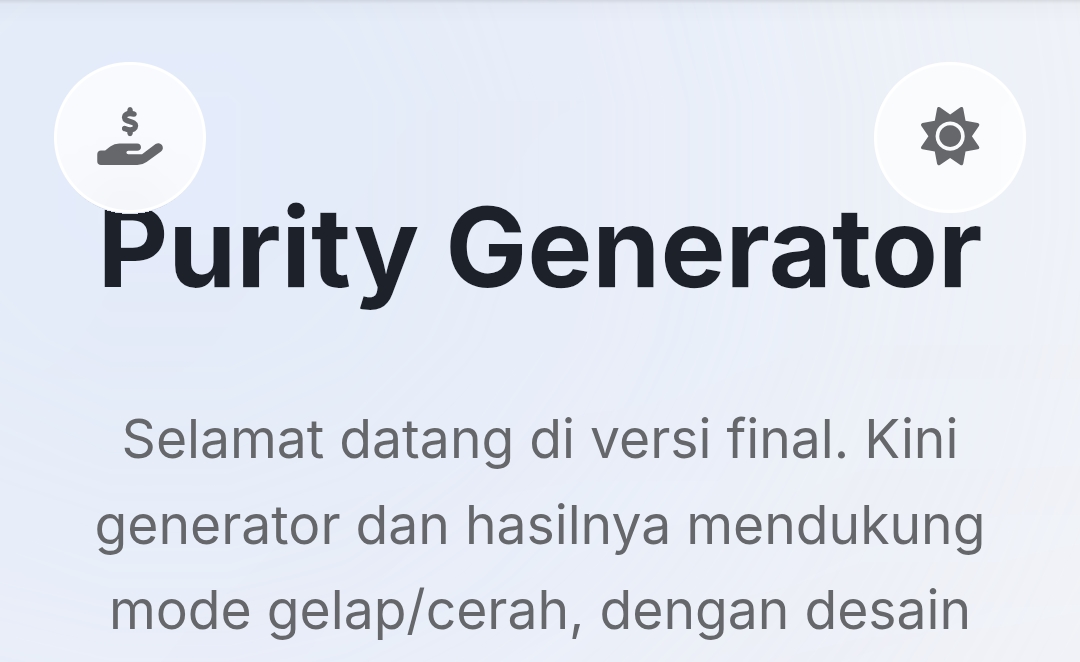 $
Purity Generator
Selamat datang di versi final. Kini
generator dan hasilnya mendukung
mode gelap/cerah, dengan desain